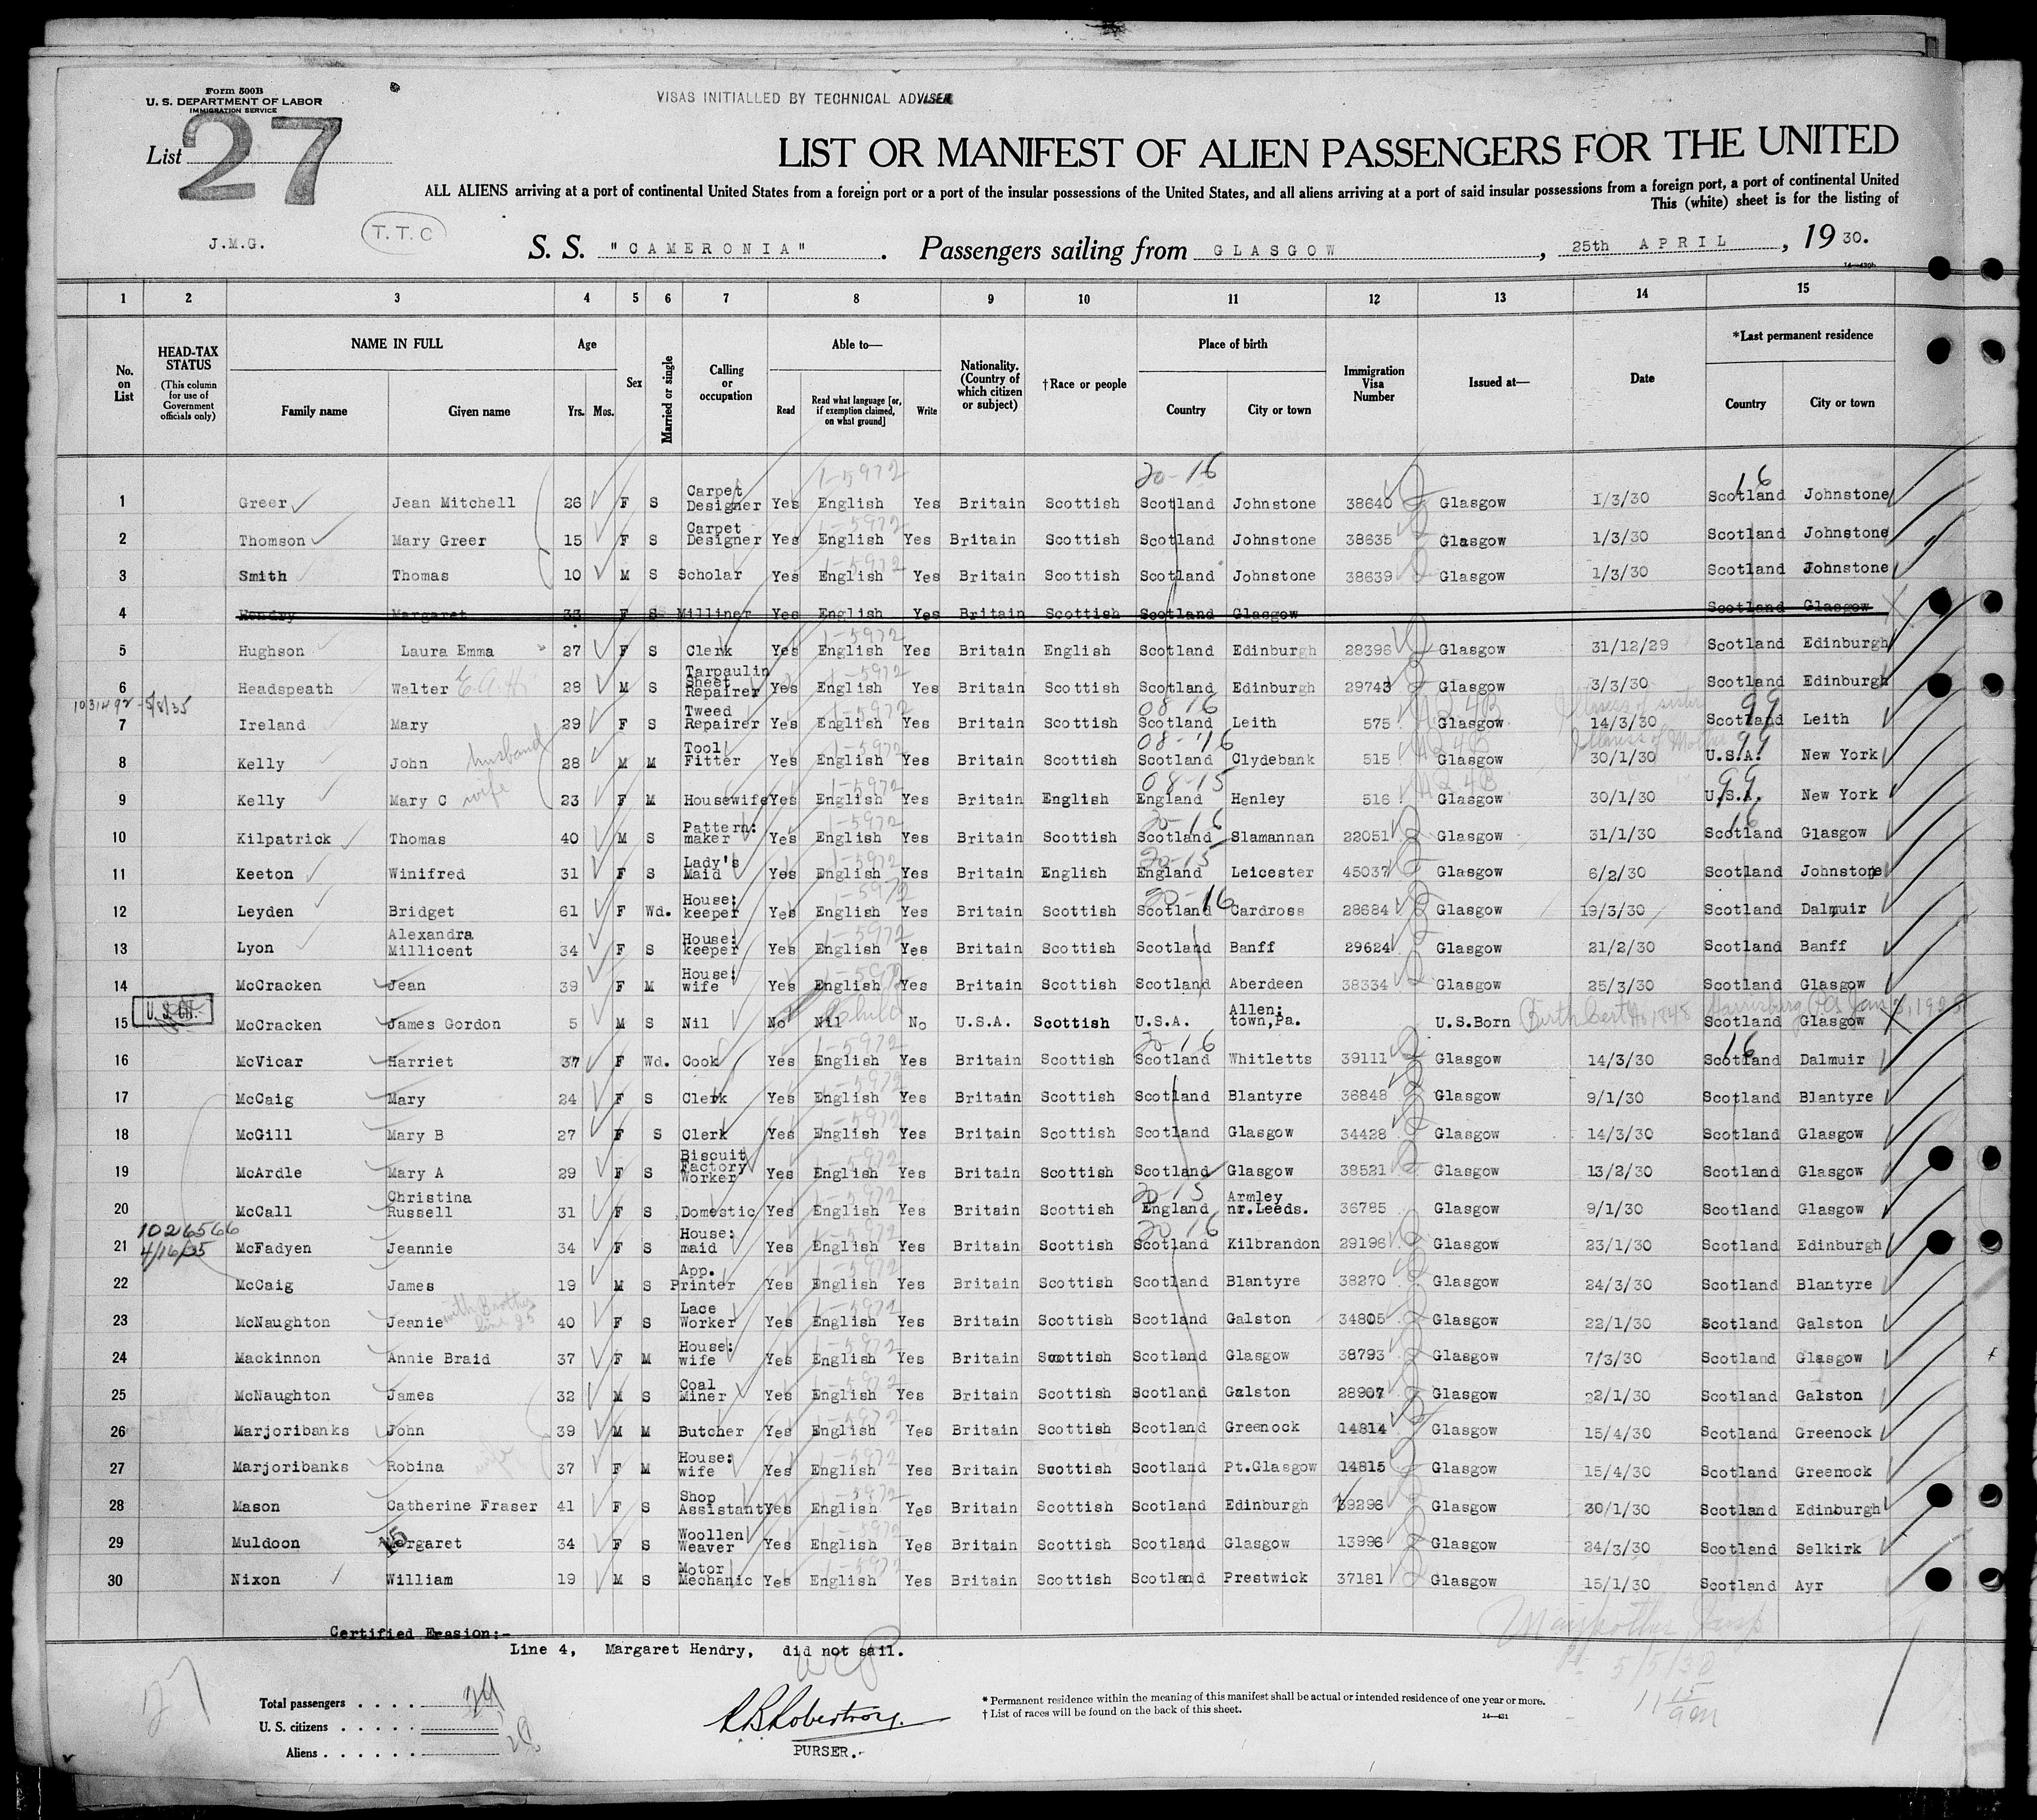 Form 500B
U. S. DEPARTMENT OF LABOR
IMMIGRATION SERVICE
VISAS INITIALLED BY TECHNICAL ADVISER
List 27
LIST OR MANIFEST OF ALIEN PASSENGERS FOR THE UNITED
ALL ALIENS arriving at a port of continental United States from a foreign port or a port of the insular possessions of the United States, and all aliens arriving at a port of said insular possessions from a foreign port, a port of continental United
This (white) sheet is for the listing of
J.M.G. T.T.C S. S. "CAMERONIA". Passengers sailing from GLASGOW, 25th APRIL, 19 30.
1 2 3 4 5 6 7 8 9 10 11 12 13 14 15
No. on List
HEAD-TAX STATUS (This column for use of Government officials only)
NAME IN FULL
Family name Given name
Age
Yrs. Mos.
Sex
Married or single
Calling or occupation
Able to—
Read
Read what language [or, if exemption claimed, on what ground]
Write
Nationality. (Country of which citizen or subject)
†Race or people
Place of birth
Country City or town
Immigration Visa Number
Issued at—
Date
*Last permanent residence
Country City or town
1 Greer Jean Mitchell 26 F S Carpet Designer Yes English Yes Britain Scottish Scotland Johnstone 38640 Glasgow 1/3/30 Scotland Johnstone
2 Thomson Mary Greer 15 F S Carpet Designer Yes English Yes Britain Scottish Scotland Johnstone 38635 Glasgow 1/3/30 Scotland Johnstone
3 Smith Thomas 10 M S Scholar Yes English Yes Britain Scottish Scotland Johnstone 38639 Glasgow 1/3/30 Scotland Johnstone
4 Hendry Margaret 33 F S Milliner Yes English Yes Britain Scottish Scotland Glasgow Scotland Glasgow
5 Hughson Laura Emma 27 F S Clerk Yes English Yes Britain English Scotland Edinburgh 28396 Glasgow 31/12/29 Scotland Edinburgh
6 Headspeath Walter E.A.H. 28 M S Tarpaulin Sheet Repairer Yes English Yes Britain Scottish Scotland Edinburgh 29743 Glasgow 3/3/30 Scotland Edinburgh
1031492 - 5/8/35
7 Ireland Mary 29 F S Tweed Repairer Yes English Yes Britain Scottish Scotland Leith 575 Glasgow 14/3/30 Illness of sister Scotland Leith
8 Kelly John husband 28 M M Tool Fitter Yes English Yes Britain Scottish Scotland Clydebank 515 Glasgow 30/1/30 Illness of Mother U.S.A. New York
9 Kelly Mary C wife 23 F M Housewife Yes English Yes Britain English England Henley 516 Glasgow 30/1/30 U.S.A. New York
10 Kilpatrick Thomas 40 M S Pattern: maker Yes English Yes Britain Scottish Scotland Slamannan 22051 Glasgow 31/1/30 Scotland Glasgow
11 Keeton Winifred 31 F S Lady's Maid Yes English Yes Britain English England Leicester 45037 Glasgow 6/2/30 Scotland Johnstone
12 Leyden Bridget 61 F Wd. House: keeper Yes English Yes Britain Scottish Scotland Cardross 28684 Glasgow 19/3/30 Scotland Dalmuir
13 Lyon Alexandra Millicent 34 F S House: keeper Yes English Yes Britain Scottish Scotland Banff 29624 Glasgow 21/2/30 Scotland Banff
14 McCracken Jean 39 F M House: wife Yes English Yes Britain Scottish Scotland Aberdeen 38334 Glasgow 25/3/30 Scotland Glasgow
15 McCracken James Gordon 5 M S Nil No Nil child No U.S.A. Scottish U.S.A. Allen: town,Pa. U.S.Born Birth Cert No. 1848 Harrisburg Pa Scotland Glasgow
16 McVicar Harriet 37 F Wd. Cook Yes English Yes Britain Scottish Scotland Whitletts 39111 Glasgow 14/3/30 Scotland Dalmuir
17 McCaig Mary 24 F S Clerk Yes English Yes Britain Scottish Scotland Blantyre 36848 Glasgow 9/1/30 Scotland Blantyre
18 McGill Mary B 27 F S Clerk Yes English Yes Britain Scottish Scotland Glasgow 34428 Glasgow 14/3/30 Scotland Glasgow
19 McArdle Mary A 29 F S Biscuit Factory Worker Yes English Yes Britain Scottish Scotland Glasgow 38521 Glasgow 13/2/30 Scotland Glasgow
20 McCall Christina Russell 31 F S Domestic Yes English Yes Britain Scottish England Armley nr.Leeds. 36785 Glasgow 9/1/30 Scotland Glasgow
1026566
4/16/35
21 McFadyen Jeannie 34 F S House: maid Yes English Yes Britain Scottish Scotland Kilbrandon 29196 Glasgow 23/1/30 Scotland Edinburgh
22 McCaig James 19 M S App. Printer Yes English Yes Britain Scottish Scotland Blantyre 38270 Glasgow 24/3/30 Scotland Blantyre
23 McNaughton Jeanie with Brother line 25 40 F S Lace Worker Yes English Yes Britain Scottish Scotland Galston 34805 Glasgow 22/1/30 Scotland Galston
24 Mackinnon Annie Braid 37 F M House: wife Yes English Yes Britain Scottish Scotland Glasgow 38793 Glasgow 7/3/30 Scotland Glasgow
25 McNaughton James 32 M S Coal Miner Yes English Yes Britain Scottish Scotland Galston 28907 Glasgow 22/1/30 Scotland Galston
26 Marjoribanks John 39 M M Butcher Yes English Yes Britain Scottish Scotland Greenock 14814 Glasgow 15/4/30 Scotland Greenock
27 Marjoribanks Robina wife 37 F M House: wife Yes English Yes Britain Scottish Scotland Pt.Glasgow 14815 Glasgow 15/4/30 Scotland Greenock
28 Mason Catherine Fraser 41 F S Shop Assistant Yes English Yes Britain Scottish Scotland Edinburgh 39296 Glasgow 30/1/30 Scotland Edinburgh
29 Muldoon Margaret 34 F S Woollen Weaver Yes English Yes Britain Scottish Scotland Glasgow 13996 Glasgow 24/3/30 Scotland Selkirk
30 Nixon William 19 M S Motor Mechanic Yes English Yes Britain Scottish Scotland Prestwick 37181 Glasgow 15/1/30 Scotland Ayr
Certified Erasion:-
Line 4, Margaret Hendry, did not sail.
5/5/30
27
Total passengers . . . . 29
U. S. citizens . . . . .
Aliens . . . . . .
PURSER.
* Permanent residence within the meaning of this manifest shall be actual or intended residence of one year or more.
† List of races will be found on the back of this sheet.
14—431